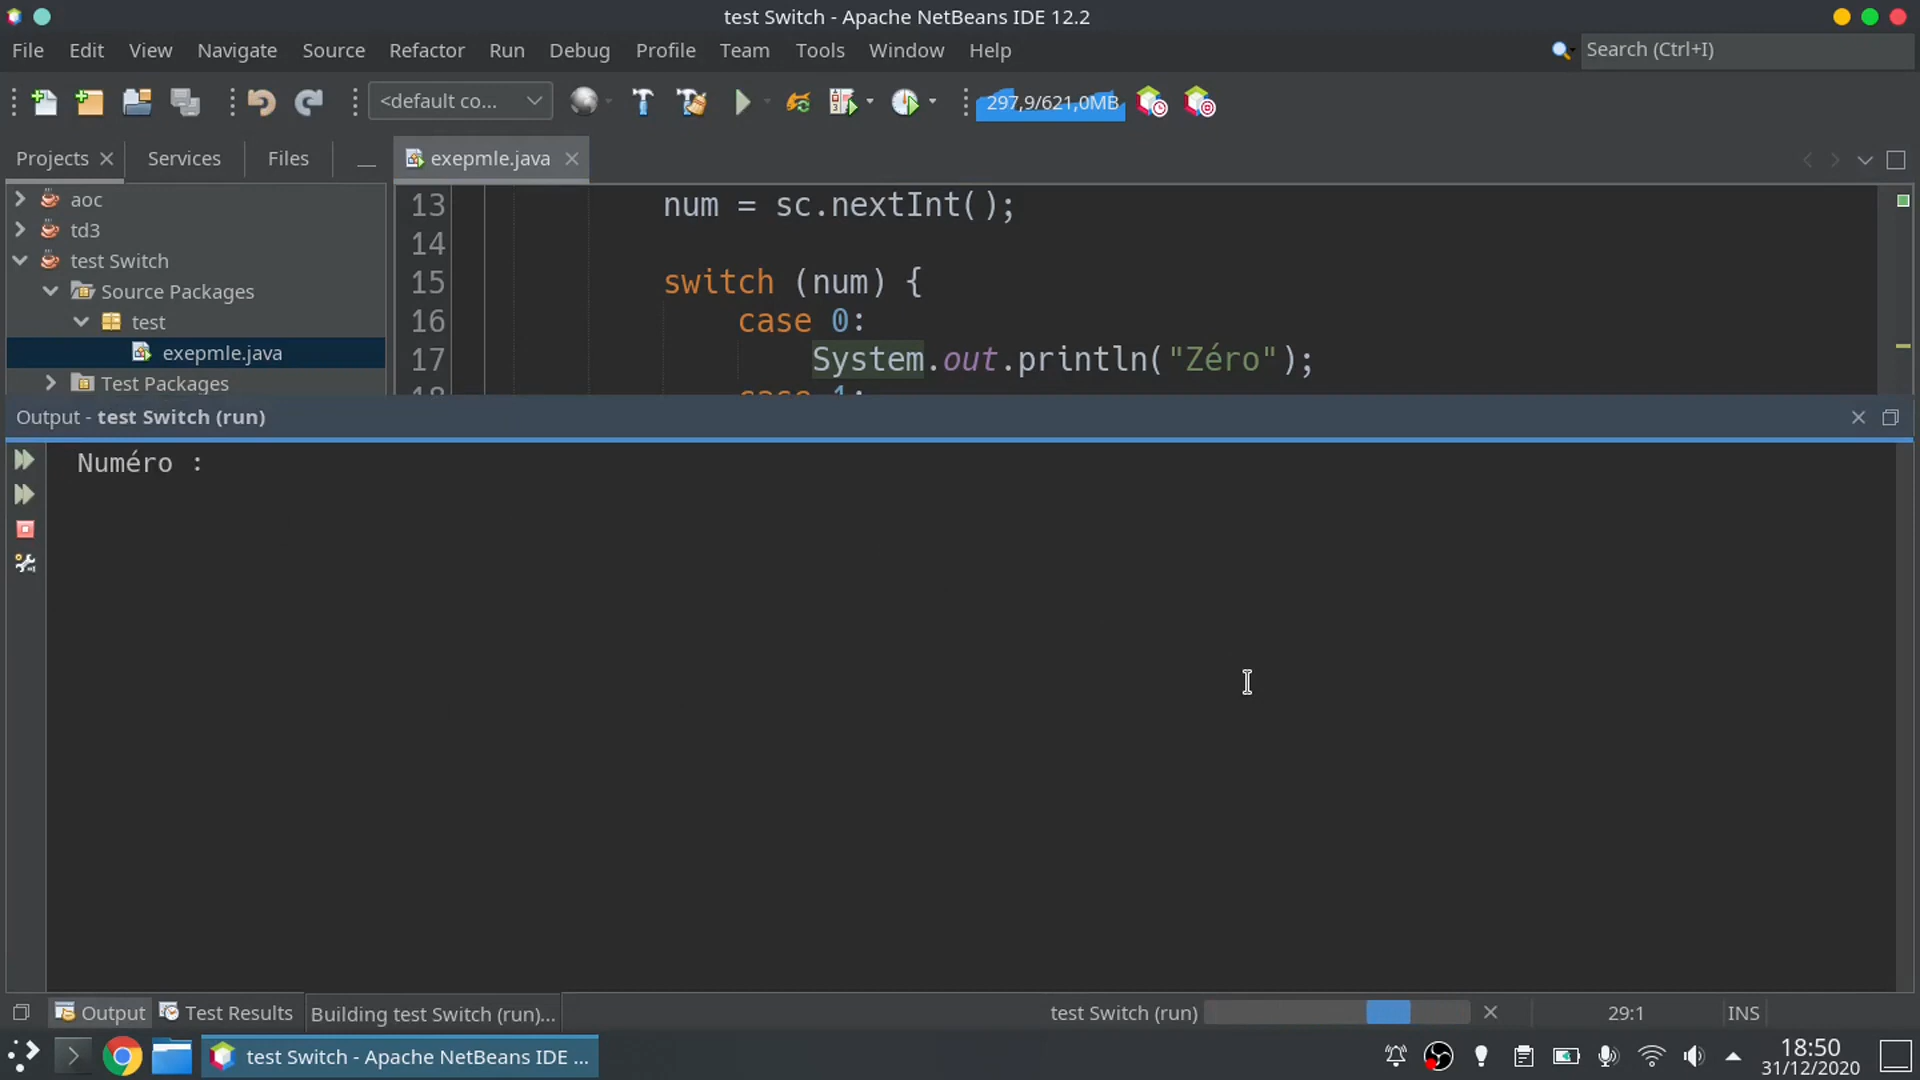 test Switch - Apache NetBeans IDE 12.2
File Edit View Navigate Source Refactor Run Debug Profile Team Tools Window Help
Search (Ctrl+I)
<default co...
297,9/621,0MB
Projects Services Files
exepmle.java
aoc
td3
test Switch
Source Packages
test
exepmle.java
Test Packages
13 num = sc.nextInt();
14
15 switch (num) {
16 case 0:
17 System.out.println("Zéro");
18 case 1:
Output - test Switch (run)
Numéro :
Output Test Results Building test Switch (run)... test Switch (run) 29:1 INS
test Switch - Apache NetBeans IDE ...
18:50
31/12/2020